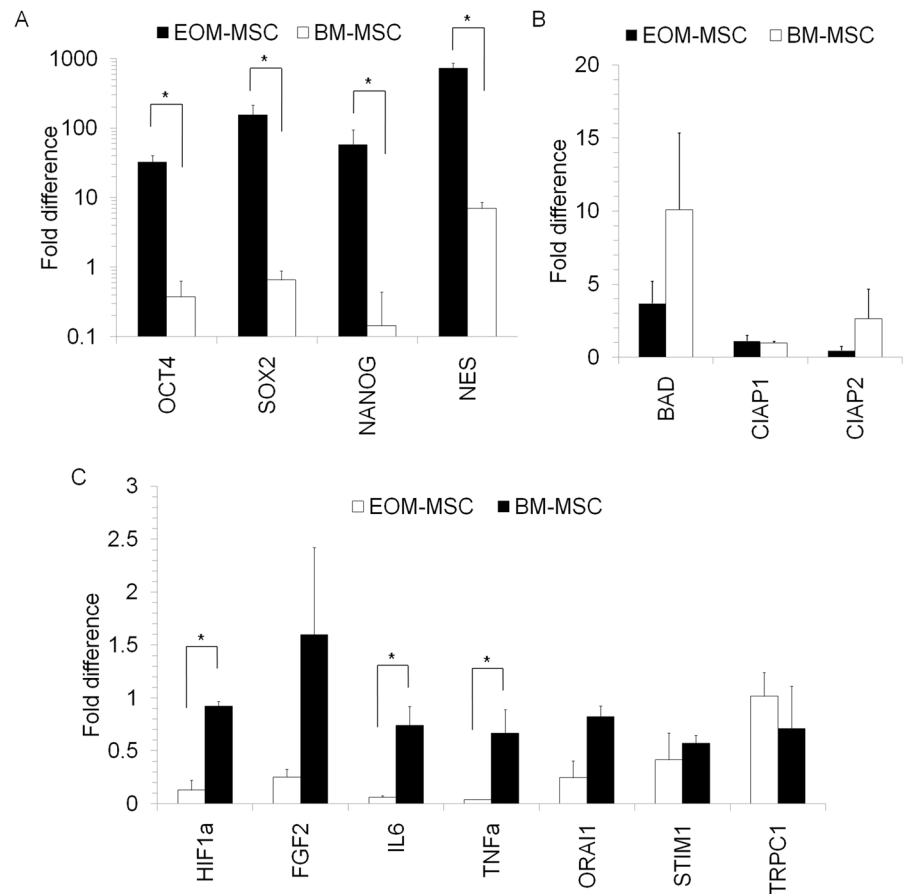 A
EOM-MSC BM-MSC
Fold difference
1000
100
10
1
0.1
* * * *
OCT4 SOX2 NANOG NES
B
EOM-MSC BM-MSC
Fold difference
20
15
10
5
0
BAD CIAP1 CIAP2
C
EOM-MSC BM-MSC
Fold difference
3
2.5
2
1.5
1
0.5
0
* * *
HIF1a FGF2 IL6 TNFa ORAI1 STIM1 TRPC1